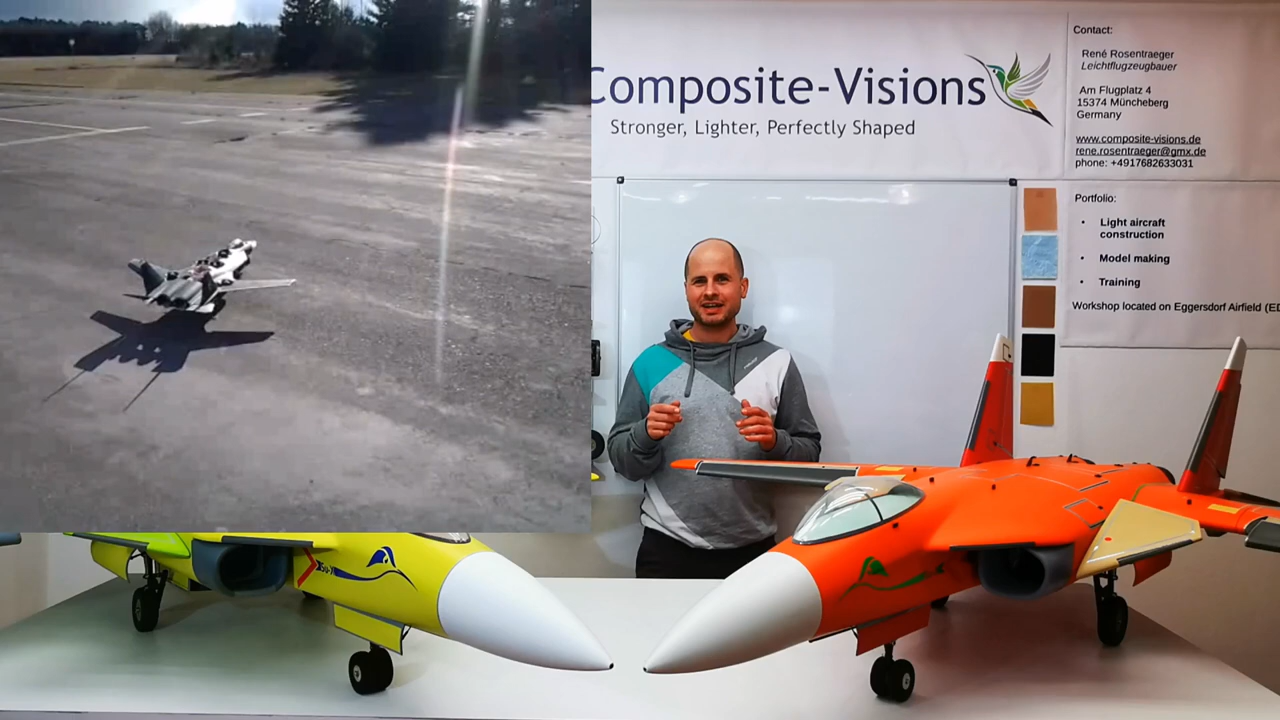 Composite-Visions
Stronger, Lighter, Perfectly Shaped
Contact:
René Rosentraeger
Leichtflugzeugbauer
Am Flugplatz 4
15374 Müncheberg
Germany
www.composite-visions.de
rene.rosentraeger@gmx.de
phone: +4917682633031
Portfolio:
• Light aircraft
construction
• Model making
• Training
Workshop located on Eggersdorf Airfield (ED